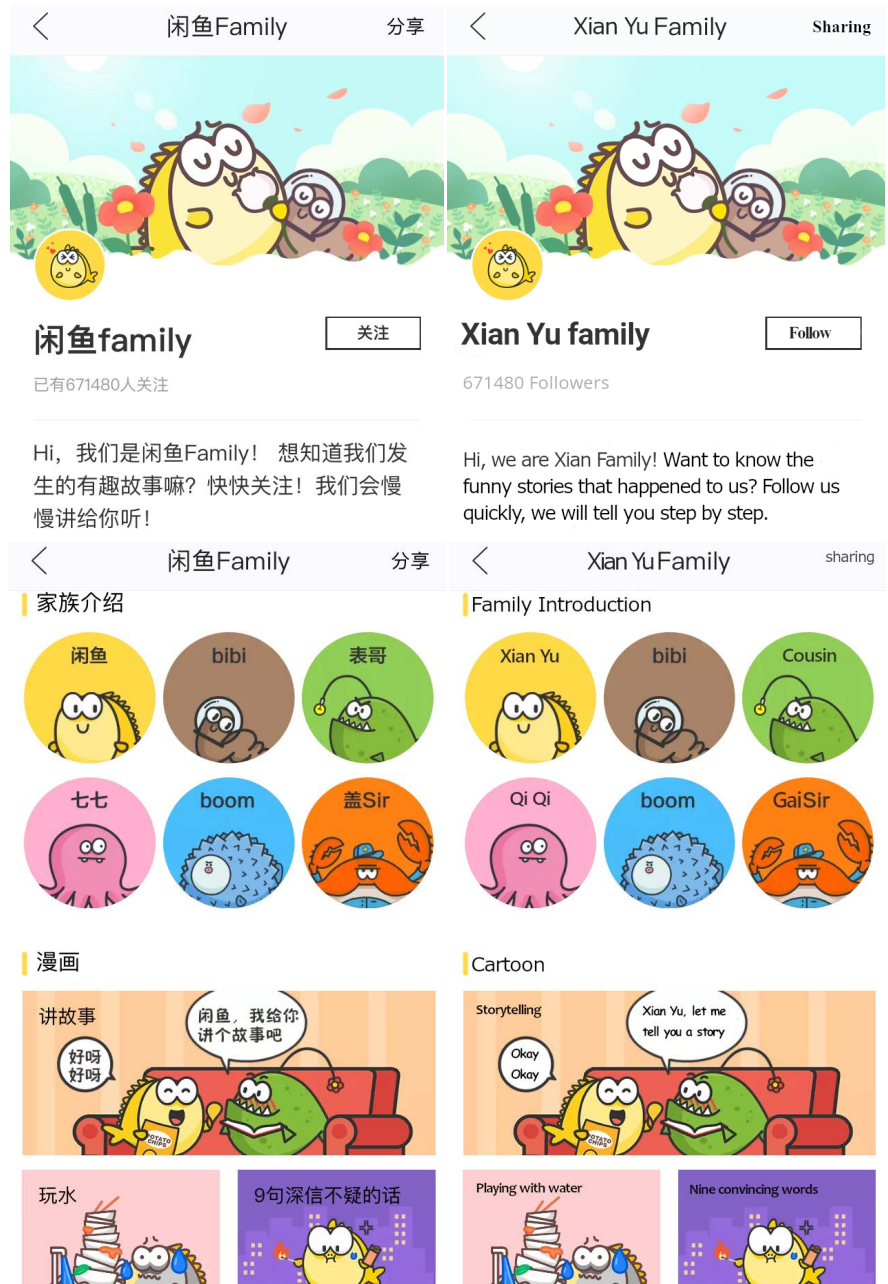 闲鱼Family
分享
闲鱼family
关注
已有671480人关注
Hi，我们是闲鱼Family！ 想知道我们发
生的有趣故事嘛？快快关注！我们会慢
慢讲给你听！
Xian Yu Family
Sharing
Xian Yu family
Follow
671480 Followers
Hi, we are Xian Family! Want to know the
funny stories that happened to us? Follow us
quickly, we will tell you step by step.
闲鱼Family
分享
家族介绍
闲鱼
bibi
表哥
七七
boom
盖Sir
漫画
讲故事
闲鱼，我给你
讲个故事吧
好呀
好呀
POTATO
CHIPS
玩水
9句深信不疑的话
Xian Yu Family
sharing
Family Introduction
Xian Yu
bibi
Cousin
Qi Qi
boom
GaiSir
Cartoon
Storytelling
Xian Yu, let me
tell you a story
Okay
Okay
POTATO
CHIPS
Playing with water
Nine convincing words